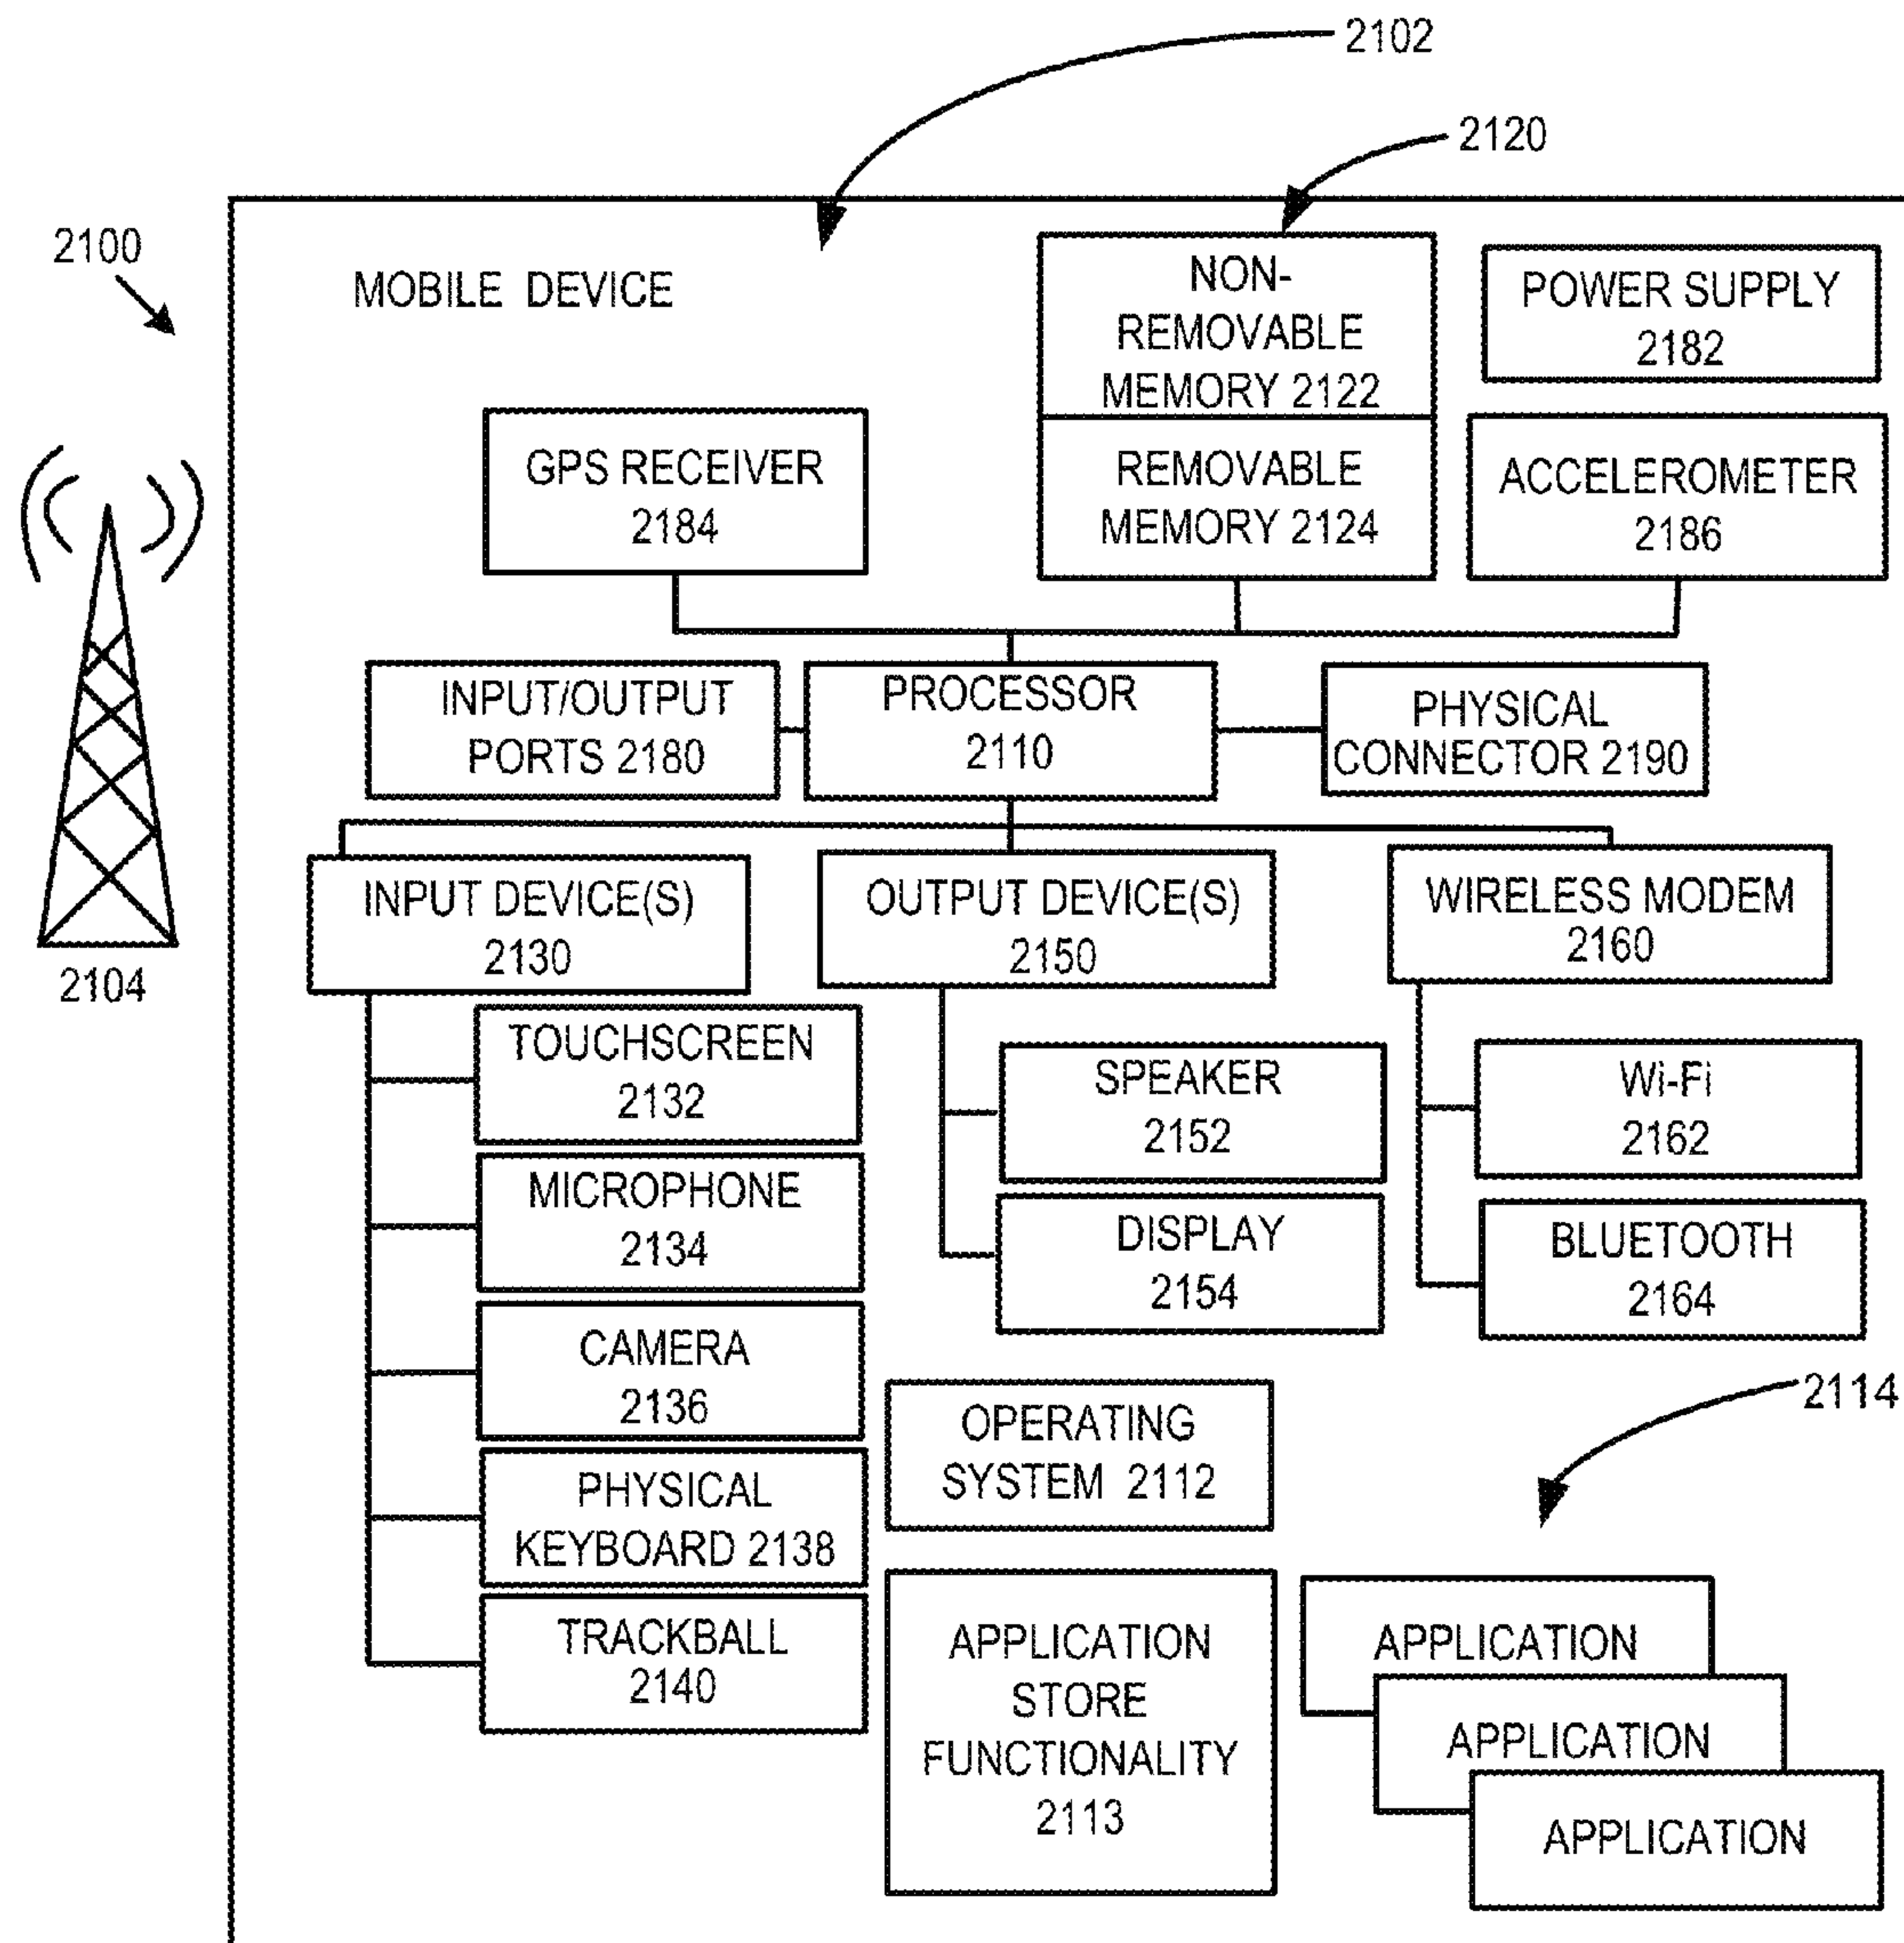 2102
2120
2100
MOBILE DEVICE
NON-
REMOVABLE
MEMORY 2122
POWER SUPPLY
2182
GPS RECEIVER
2184
REMOVABLE
MEMORY 2124
ACCELEROMETER
2186
INPUT/OUTPUT
PORTS 2180
PROCESSOR
2110
PHYSICAL
CONNECTOR 2190
INPUT DEVICE(S)
2130
OUTPUT DEVICE(S)
2150
WIRELESS MODEM
2160
2104
TOUCHSCREEN
2132
SPEAKER
2152
Wi-Fi
2162
MICROPHONE
2134
DISPLAY
2154
BLUETOOTH
2164
CAMERA
2136
OPERATING
SYSTEM 2112
2114
PHYSICAL
KEYBOARD 2138
TRACKBALL
2140
APPLICATION
STORE
FUNCTIONALITY
2113
APPLICATION
APPLICATION
APPLICATION